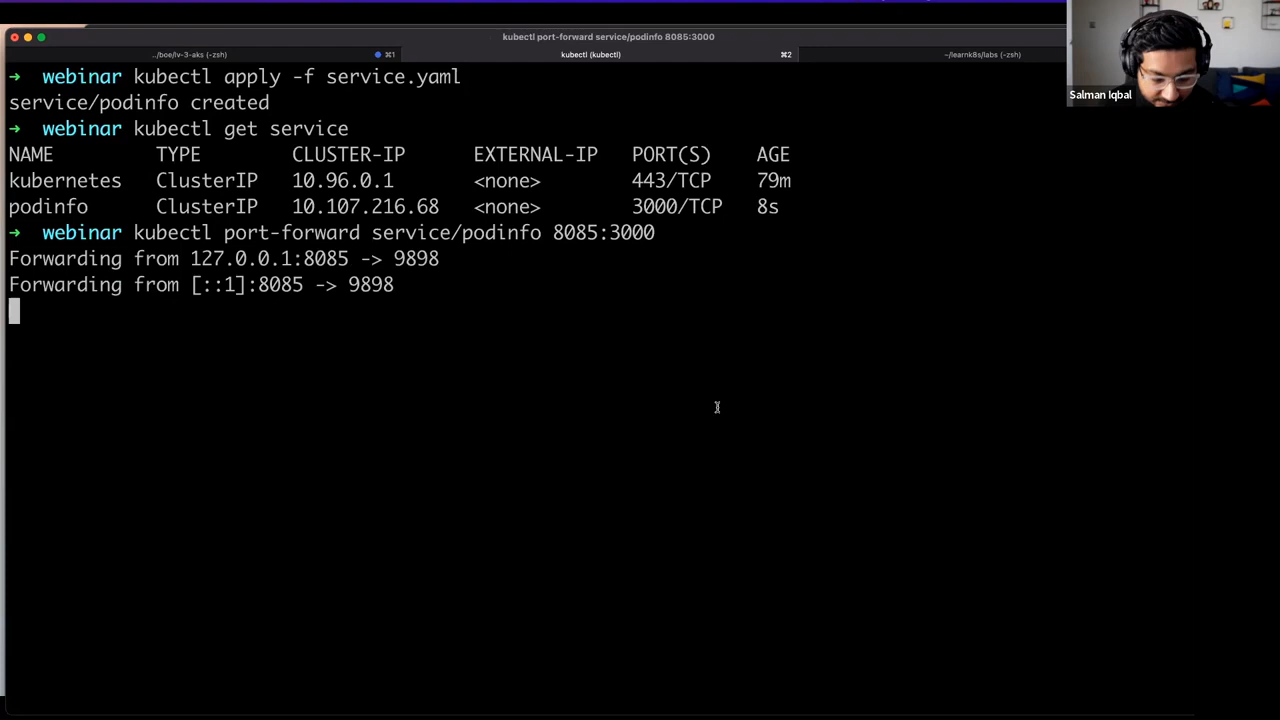 kubectl port-forward service/podinfo 8085:3000
.../boe/lv-3-aks (-zsh) ⌘1 kubectl (kubectl) ⌘2 ~/learnk8s/labs (-zsh)
→ webinar kubectl apply -f service.yaml
service/podinfo created
→ webinar kubectl get service
NAME TYPE CLUSTER-IP EXTERNAL-IP PORT(S) AGE
kubernetes ClusterIP 10.96.0.1 <none> 443/TCP 79m
podinfo ClusterIP 10.107.216.68 <none> 3000/TCP 8s
→ webinar kubectl port-forward service/podinfo 8085:3000
Forwarding from 127.0.0.1:8085 -> 9898
Forwarding from [::1]:8085 -> 9898
Salman Iqbal